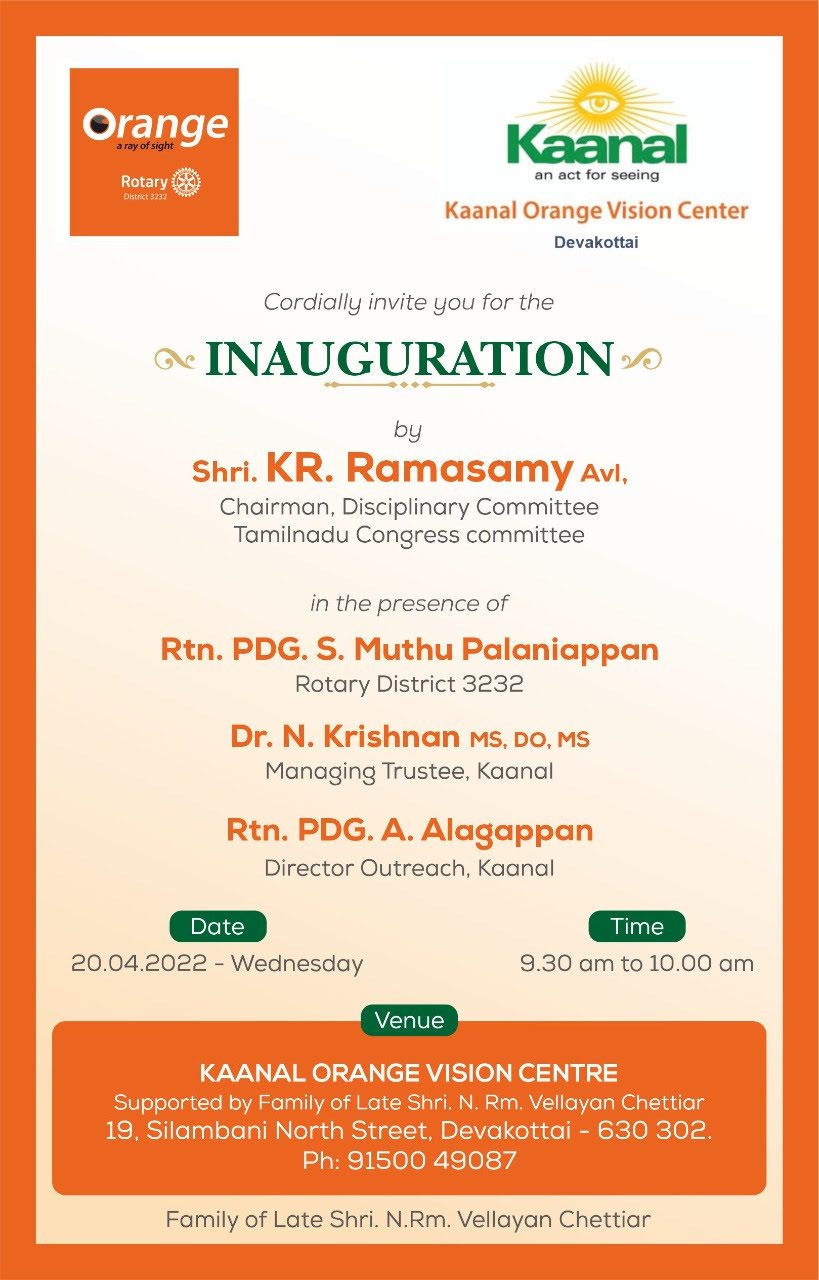 Orange
a ray of sight
Rotary
District 3232
Kaanal
an act for seeing
Kaanal Orange Vision Center
Devakottai
Cordially invite you for the
INAUGURATION
by
Shri. KR. Ramasamy Avl,
Chairman, Disciplinary Committee
Tamilnadu Congress committee
in the presence of
Rtn. PDG. S. Muthu Palaniappan
Rotary District 3232
Dr. N. Krishnan MS, DO, MS
Managing Trustee, Kaanal
Rtn. PDG. A. Alagappan
Director Outreach, Kaanal
Date
20.04.2022 - Wednesday
Time
9.30 am to 10.00 am
Venue
KAANAL ORANGE VISION CENTRE
Supported by Family of Late Shri. N. Rm. Vellayan Chettiar
19, Silambani North Street, Devakottai - 630 302.
Ph: 91500 49087
Family of Late Shri. N.Rm. Vellayan Chettiar